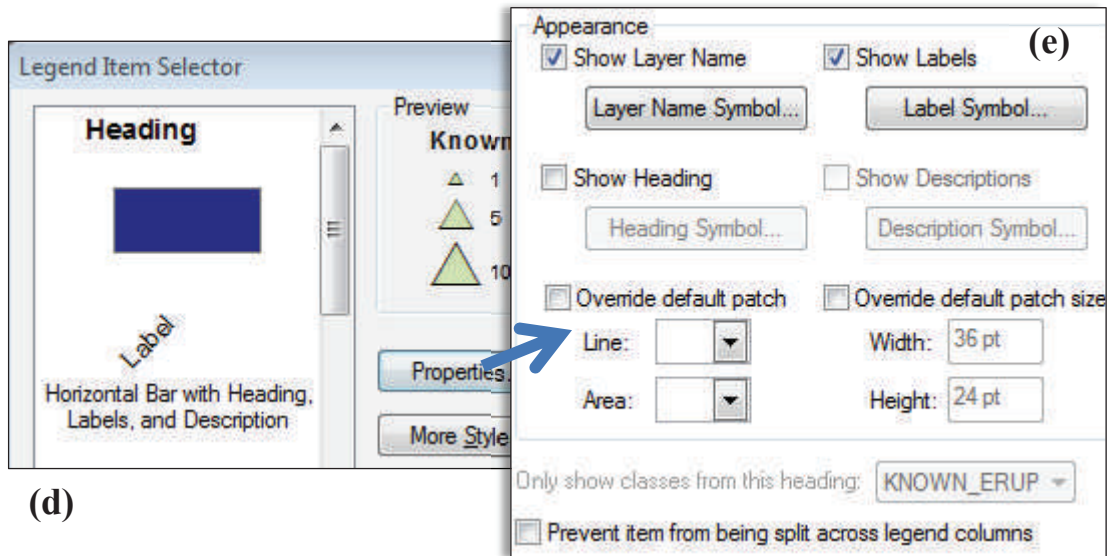 Legend Item Selector
Heading
Label
Horizontal Bar with Heading,
Labels, and Description
Preview
Known
1
5
10
Properties.
More Style
(d)
Appearance
(e)
Show Layer Name
Show Labels
Layer Name Symbol...
Label Symbol...
Show Heading
Show Descriptions
Heading Symbol...
Description Symbol...
Override default patch
Override default patch size
Line:
Width: 36 pt
Area:
Height: 24 pt
Only show classes from this heading: KNOWN_ERUP
Prevent item from being split across legend columns